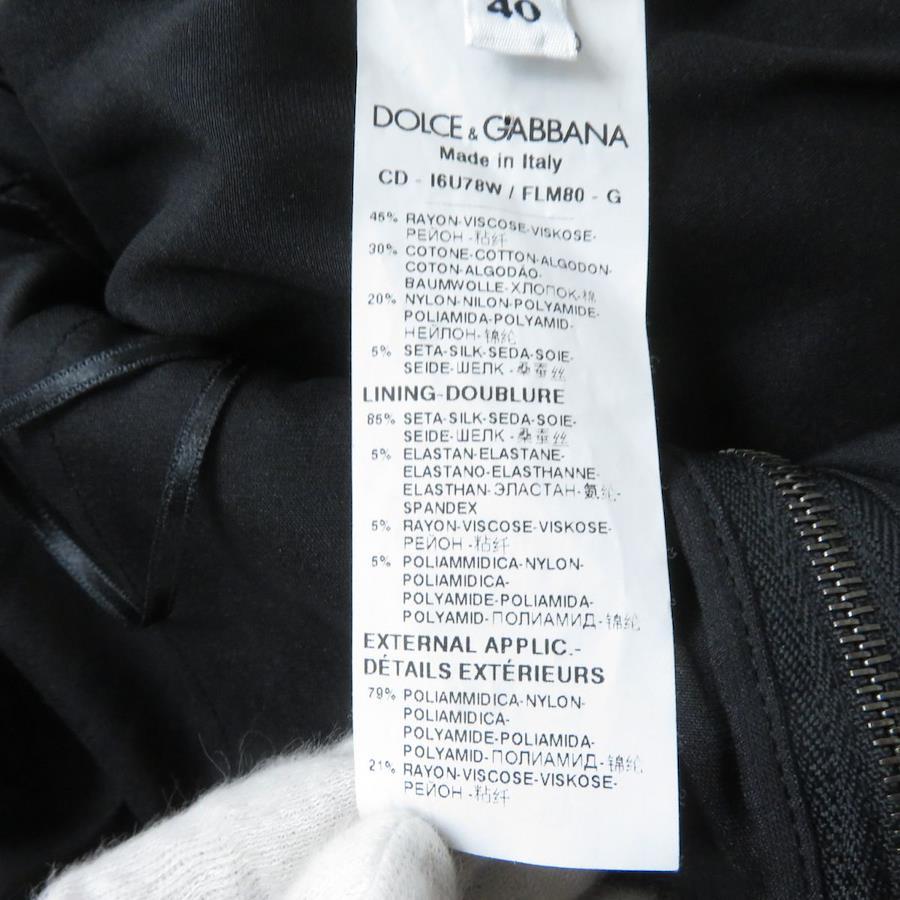 40
DOLCE & GABBANA
Made in Italy
CD - I6U78W / FLM80 - G
45% RAYON-VISCOSE-VISKOSE-
РЕЙОН -粘纤
30% COTONE-COTTON-ALGODON-
COTON-ALGODÃO-
BAUMWOLLE-ХЛОПОК-棉
20% NYLON-NILON-POLYAMIDE-
POLIAMIDA-POLYAMID-
НЕЙЛОН-锦纶
5% SETA-SILK-SEDA-SOIE-
SEIDE-ШЕЛК -桑蚕丝
LINING-DOUBLURE
85% SETA-SILK-SEDA-SOIE-
SEIDE-ШЕЛК -桑蚕丝
5% ELASTAN-ELASTANE-
ELASTANO-ELASTHANNE-
ELASTHAN-ЭЛАСТАН-氨纶-
SPANDEX
5% RAYON-VISCOSE-VISKOSE-
РЕЙОН -粘纤
5% POLIAMMIDICA-NYLON-
POLIAMIDICA-
POLYAMIDE-POLIAMIDA-
POLYAMID-ПОЛИАМИД-锦纶
EXTERNAL APPLIC.-
DÉTAILS EXTÉRIEURS
79% POLIAMMIDICA-NYLON-
POLIAMIDICA-
POLYAMIDE-POLIAMIDA-
POLYAMID-ПОЛИАМИД-锦纶
21% RAYON-VISCOSE-VISKOSE-
РЕЙОН -粘纤